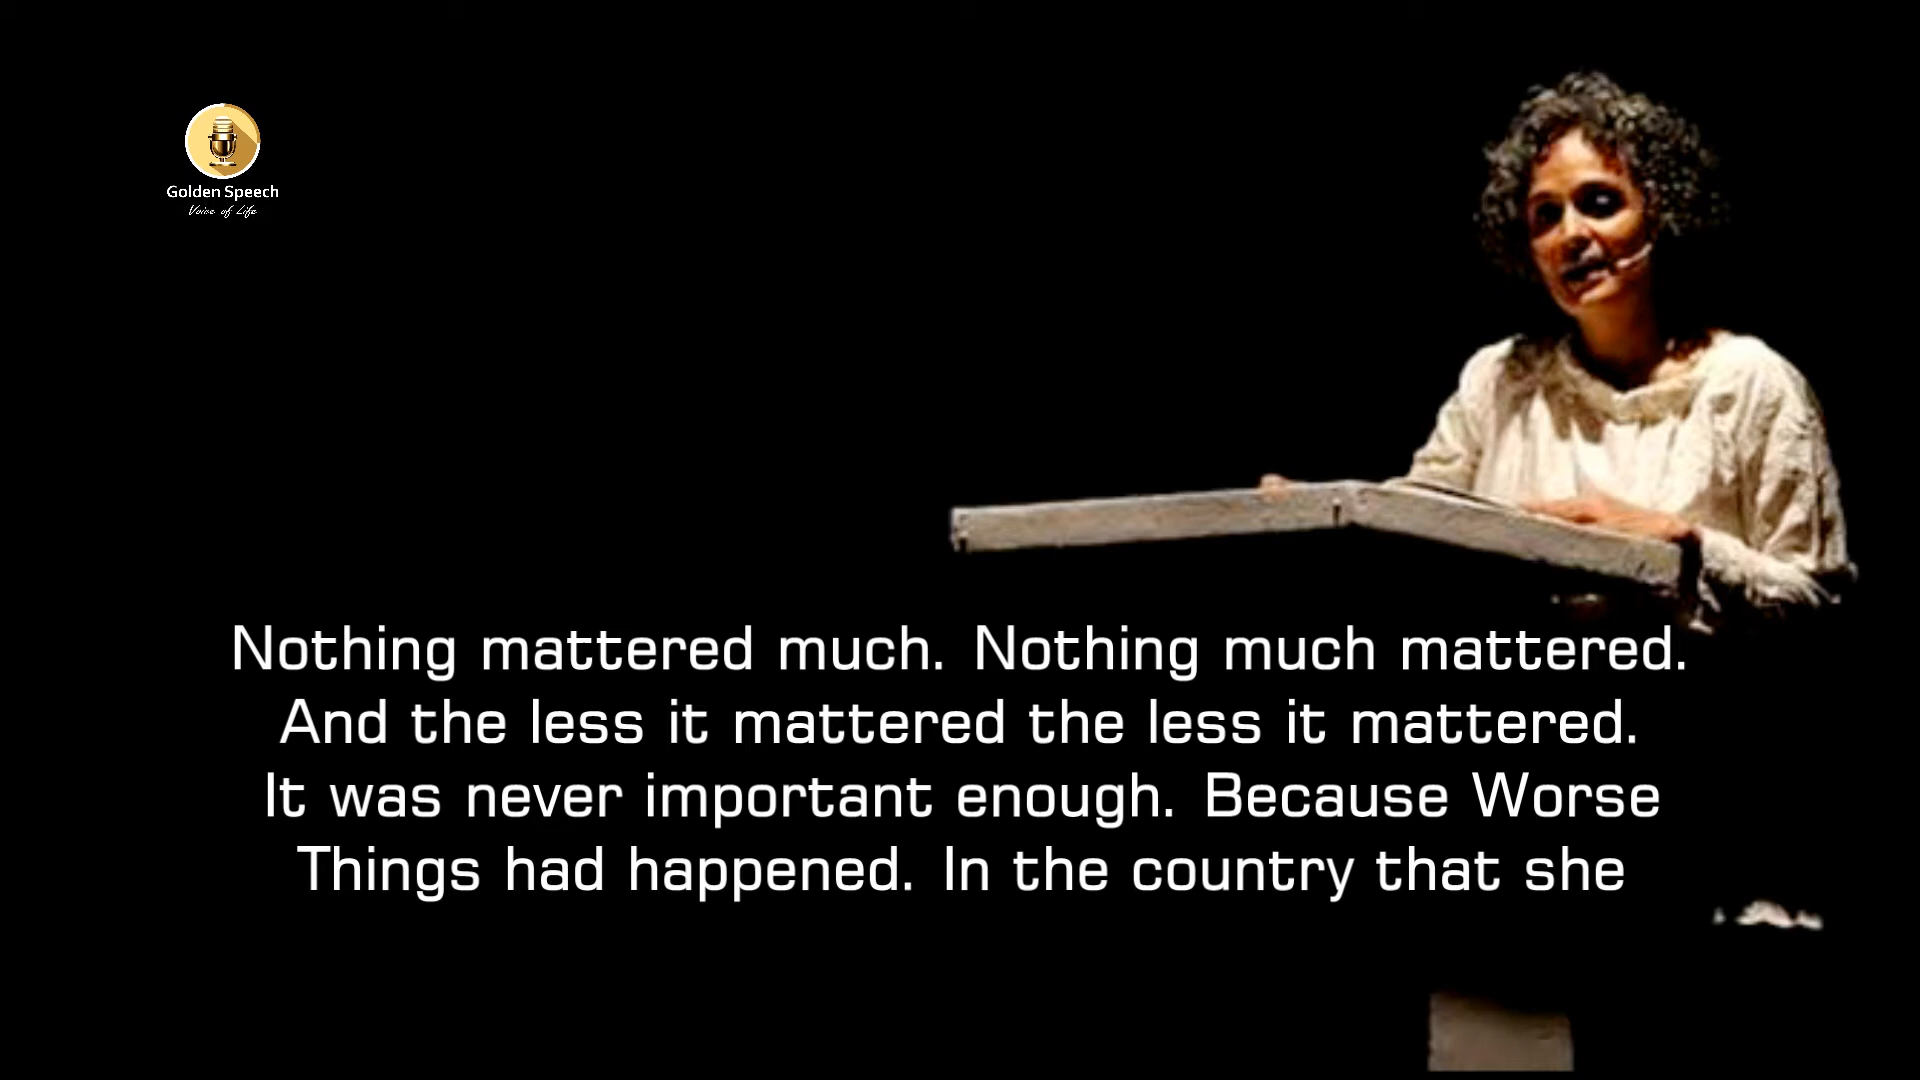 Golden Speech
Voice of Life
Nothing mattered much. Nothing much mattered.
And the less it mattered the less it mattered.
It was never important enough. Because Worse
Things had happened. In the country that she